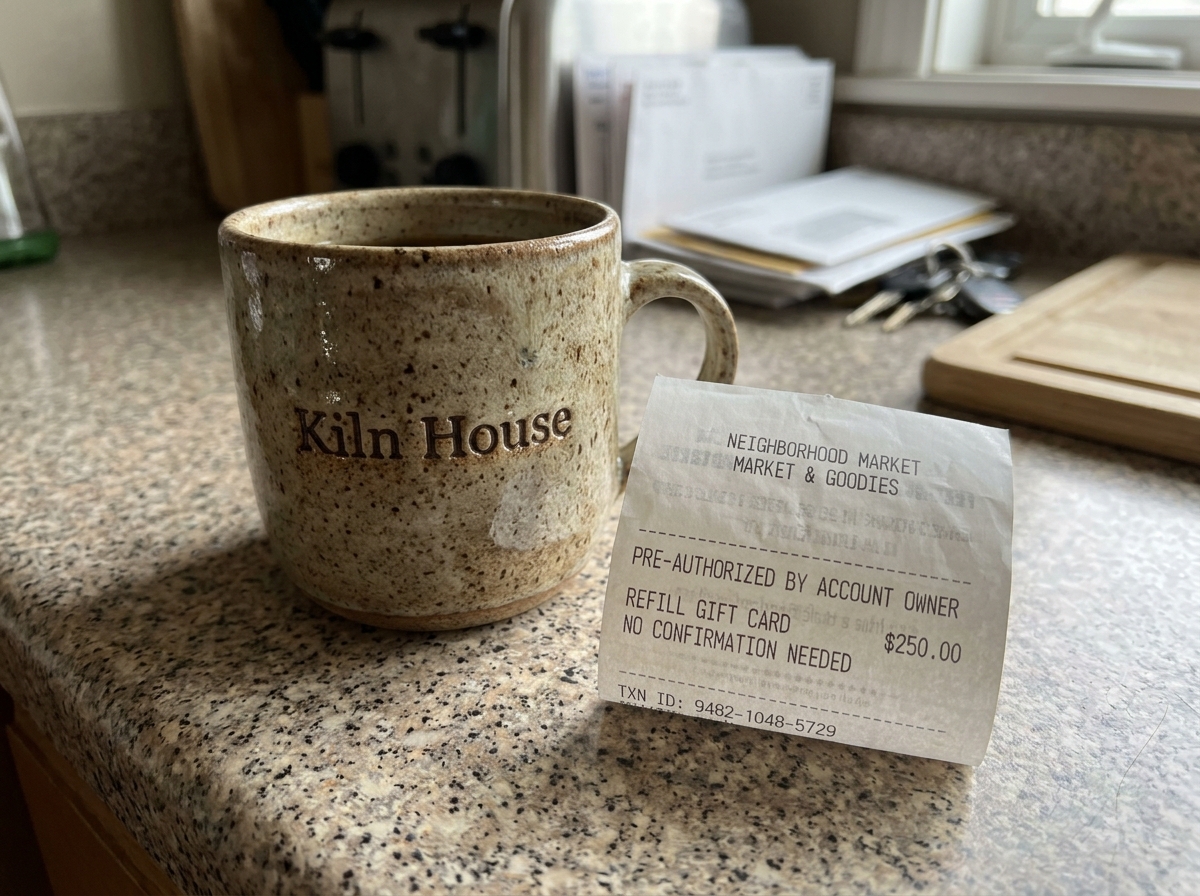 Kiln House
NEIGHBORHOOD MARKET
MARKET & GOODIES
PRE-AUTHORIZED BY ACCOUNT OWNER
REFILL GIFT CARD
$250.00
NO CONFIRMATION NEEDED
TXN ID: 9482-1048-5729